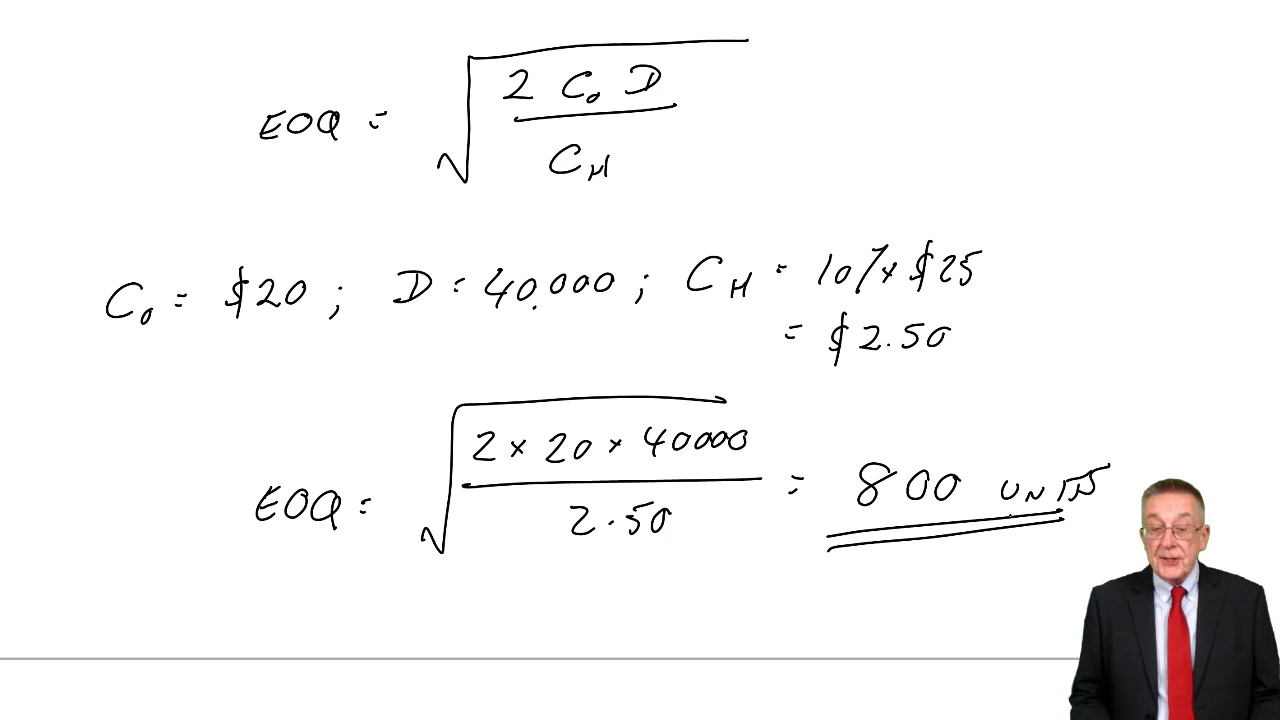 EOQ = √ 2 C₀ D
C_H
C₀ = $20 ; D = 40,000 ; C_H = 10% x $25
= $2.50
EOQ = √ 2 x 20 x 40000 = 800 UNITS
2.50